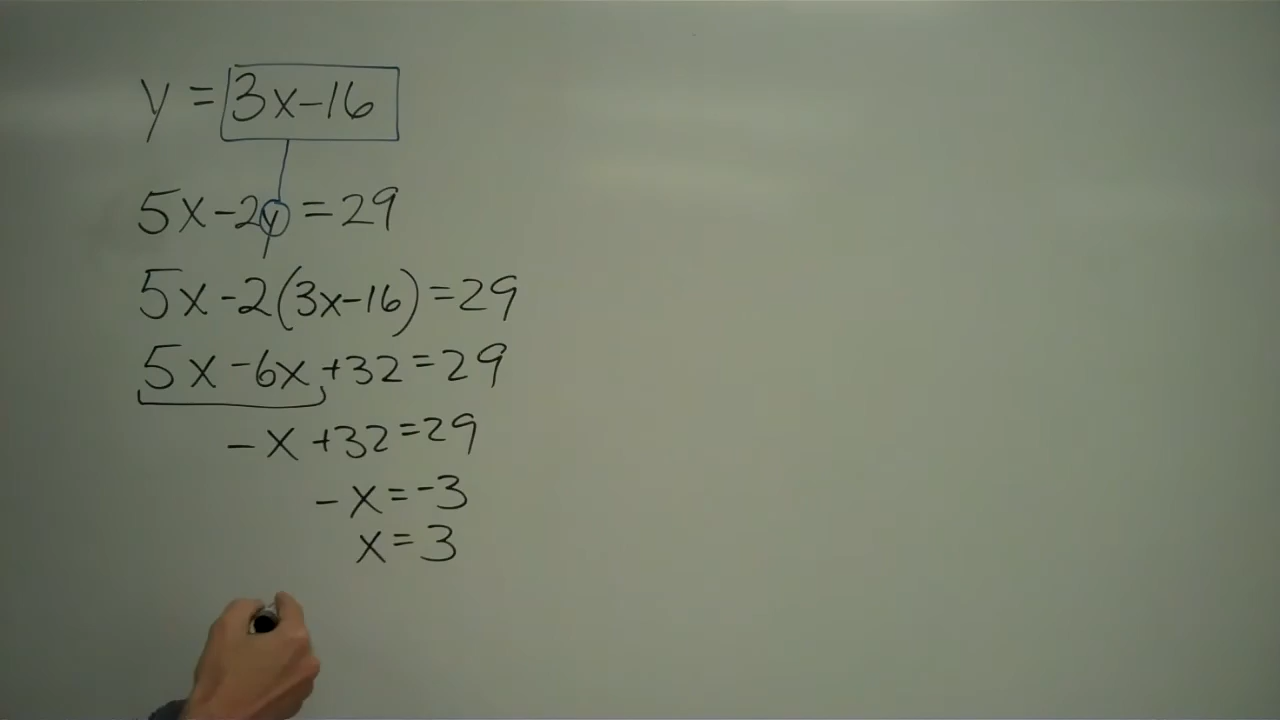 y = 3x-16
5x-2y = 29
5x-2(3x-16) = 29
5x-6x+32=29
-x+32=29
-x=-3
x=3